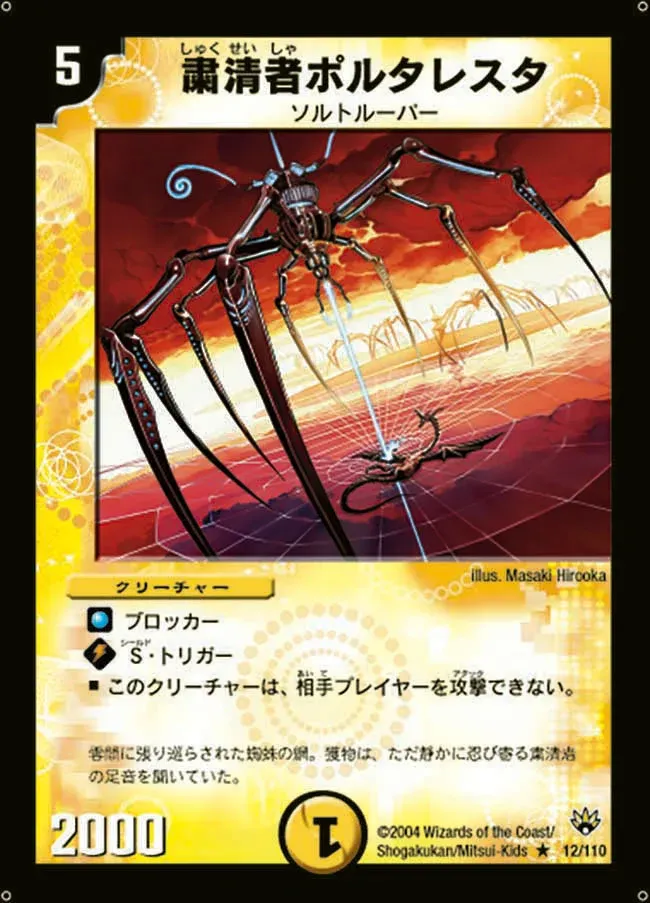 5
しゅくせいしゃ
粛清者ポルタレスタ
ソルトルーパー
illus. Masaki Hirooka
クリーチャー
ブロッカー
シールド
S・トリガー
あいて アタック
■ このクリーチャーは、相手プレイヤーを攻撃できない。
雲間に張り巡らされた蜘蛛の網。獲物は、ただ静かに忍び寄る粛清者
の足音を聞いていた。
2000
1
©2004 Wizards of the Coast/
Shogakukan/Mitsui-Kids ★ 12/110